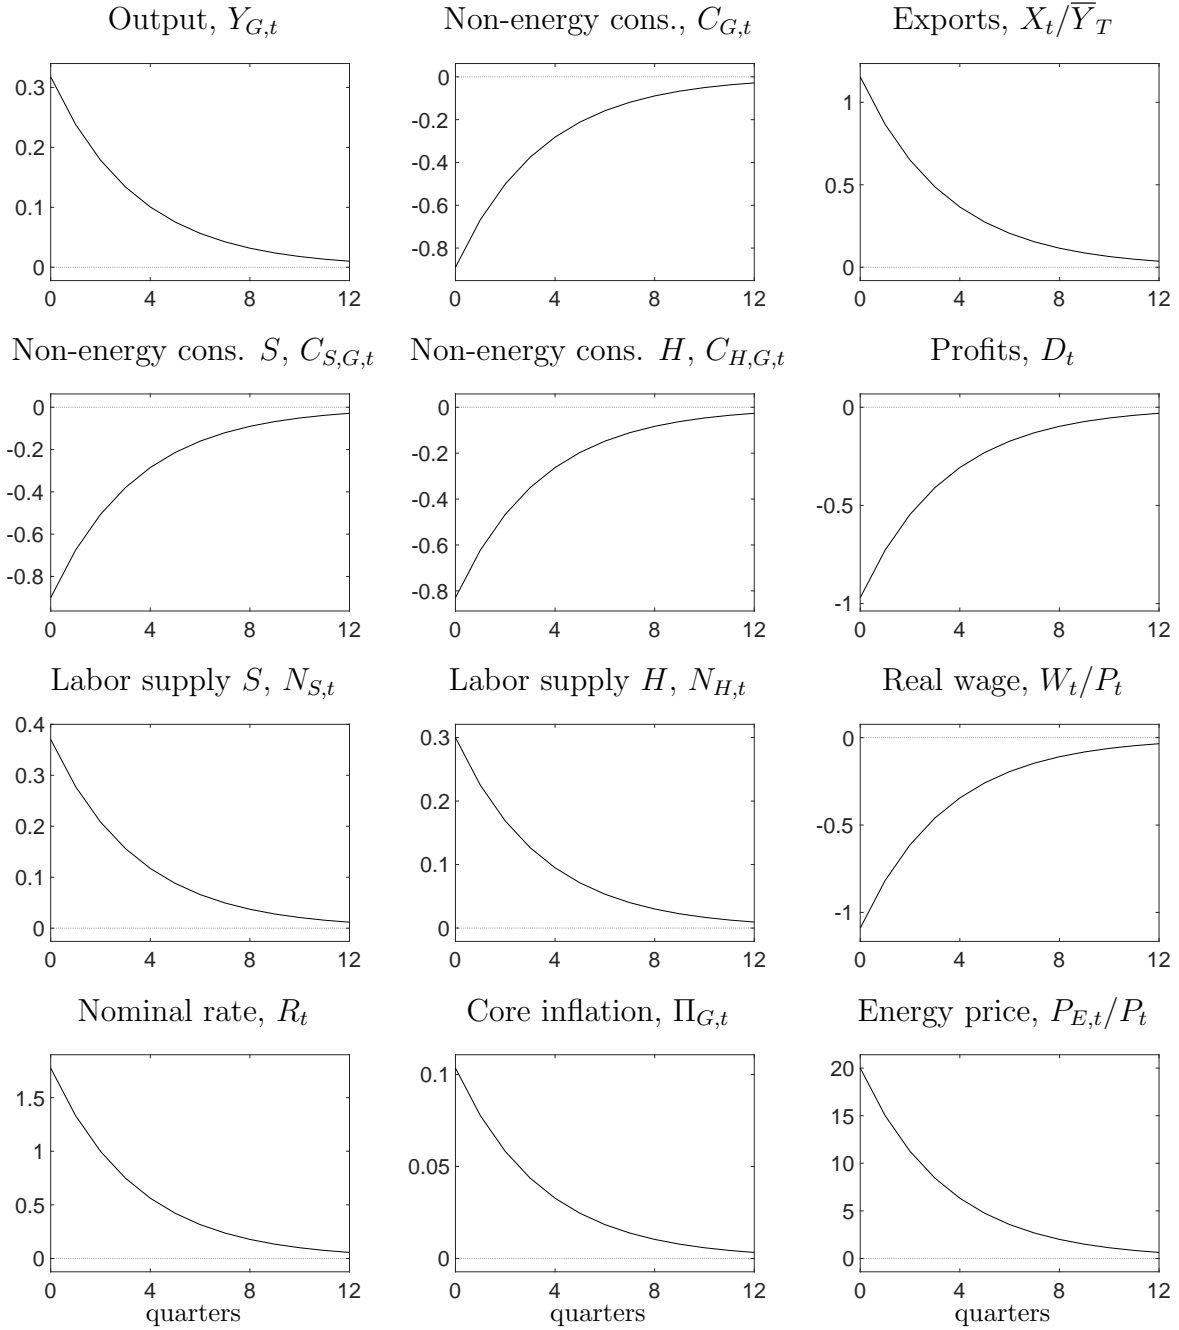 Output, Y_{G,t} Non-energy cons., C_{G,t} Exports, X_t/\overline{Y}_T
0.3 0 1
0.2 -0.2
-0.4 0.5
0.1 -0.6
0 -0.8 0
0 4 8 12 0 4 8 12 0 4 8 12
Non-energy cons. S, C_{S,G,t} Non-energy cons. H, C_{H,G,t} Profits, D_t
0 0 0
-0.2 -0.2
-0.4 -0.4 -0.5
-0.6 -0.6
-0.8 -0.8 -1
0 4 8 12 0 4 8 12 0 4 8 12
Labor supply S, N_{S,t} Labor supply H, N_{H,t} Real wage, W_t/P_t
0.4 0.3 0
0.3 0.2
0.2 -0.5
0.1 0.1
0 0 -1
0 4 8 12 0 4 8 12 0 4 8 12
Nominal rate, R_t Core inflation, Π_{G,t} Energy price, P_{E,t}/P_t
1.5 0.1 20
1 15
0.05 10
0.5 5
0 0 0
0 4 8 12 0 4 8 12 0 4 8 12
quarters quarters quarters